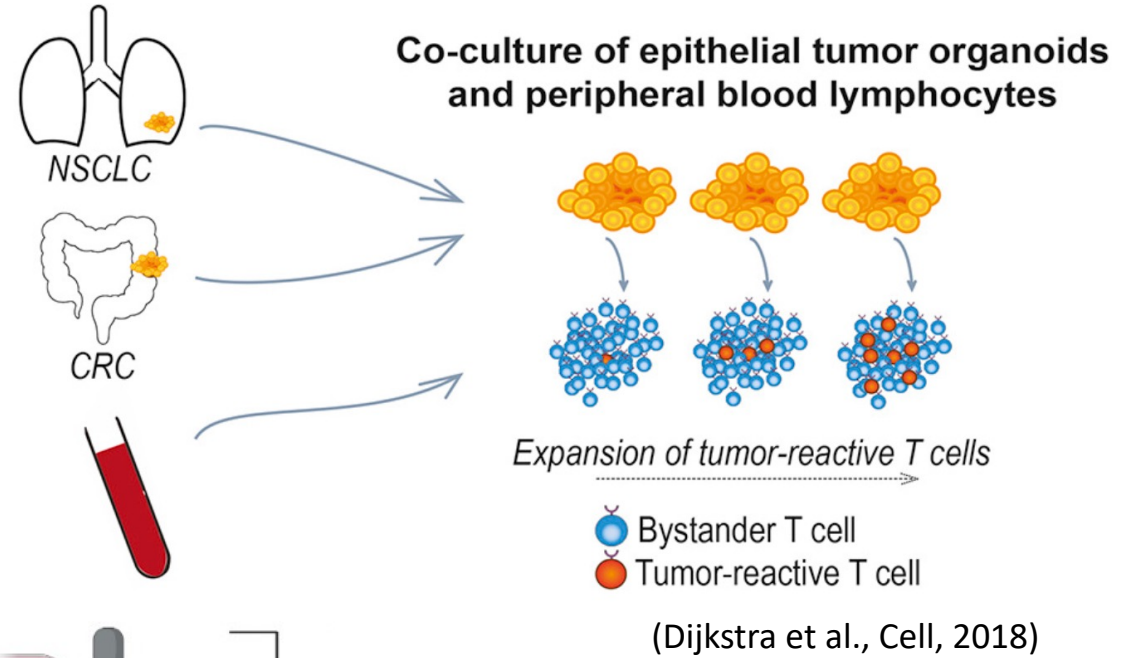 Co-culture of epithelial tumor organoids
and peripheral blood lymphocytes
NSCLC
CRC
Expansion of tumor-reactive T cells
Bystander T cell
Tumor-reactive T cell
(Dijkstra et al., Cell, 2018)